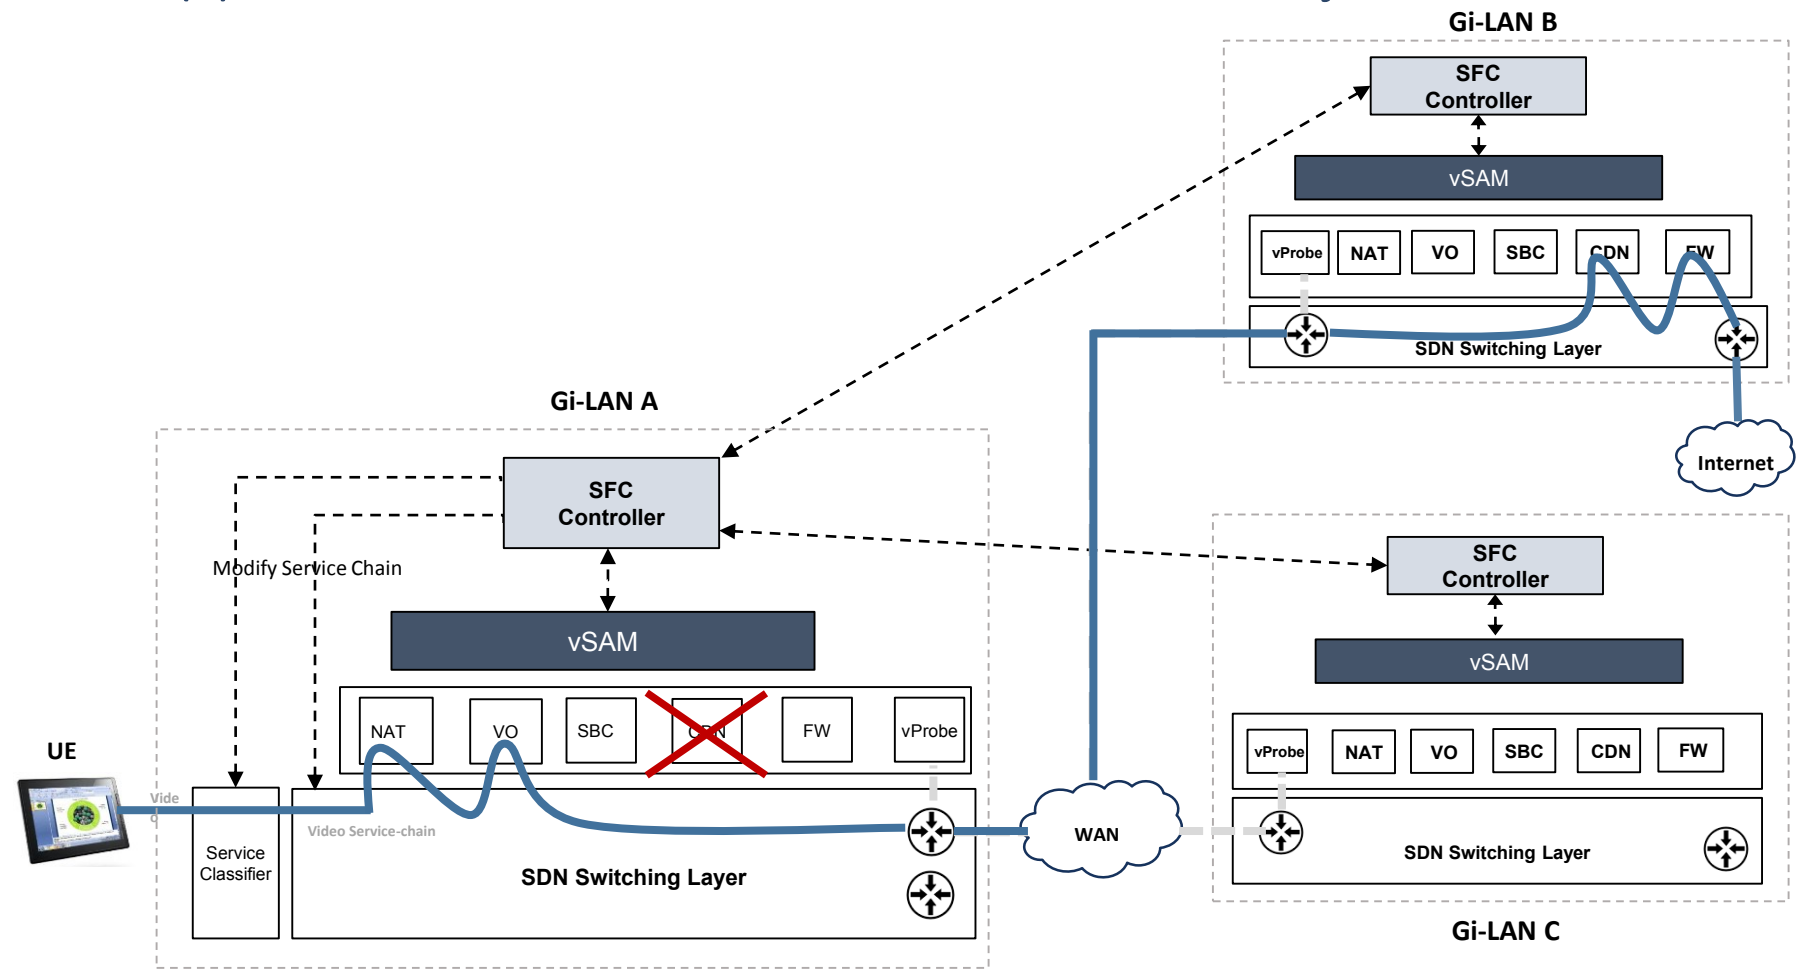 Gi-LAN B
SFC
Controller
vSAM
vProbe
NAT
VO
SBC
CDN
FW
SDN Switching Layer
Internet
Gi-LAN A
SFC
Controller
Modify Service Chain
vSAM
NAT
VO
SBC
CDN
FW
vProbe
UE
Vide
o
Video Service-chain
Service
Classifier
SDN Switching Layer
WAN
SFC
Controller
vSAM
vProbe
NAT
VO
SBC
CDN
FW
SDN Switching Layer
Gi-LAN C